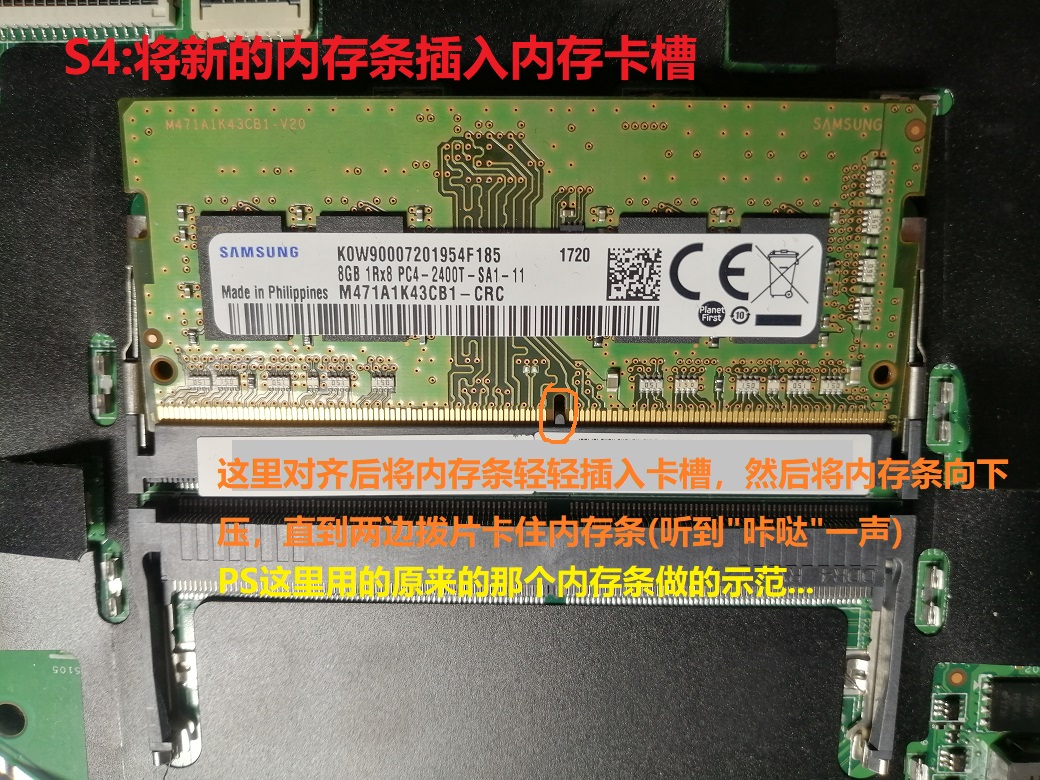 S4:将新的内存条插入内存卡槽
M471A1K43CB1-V20
SAMSUNG
SAMSUNG
K0W90007201954F185
1720
8GB 1Rx8 PC4-2400T-SA1-11
Made in Philippines M471A1K43CB1-CRC
CE
Planet First
10
这里对齐后将内存条轻轻插入卡槽，然后将内存条向下
压，直到两边拨片卡住内存条(听到"咔哒"一声)
PS这里用的原来的那个内存条做的示范...